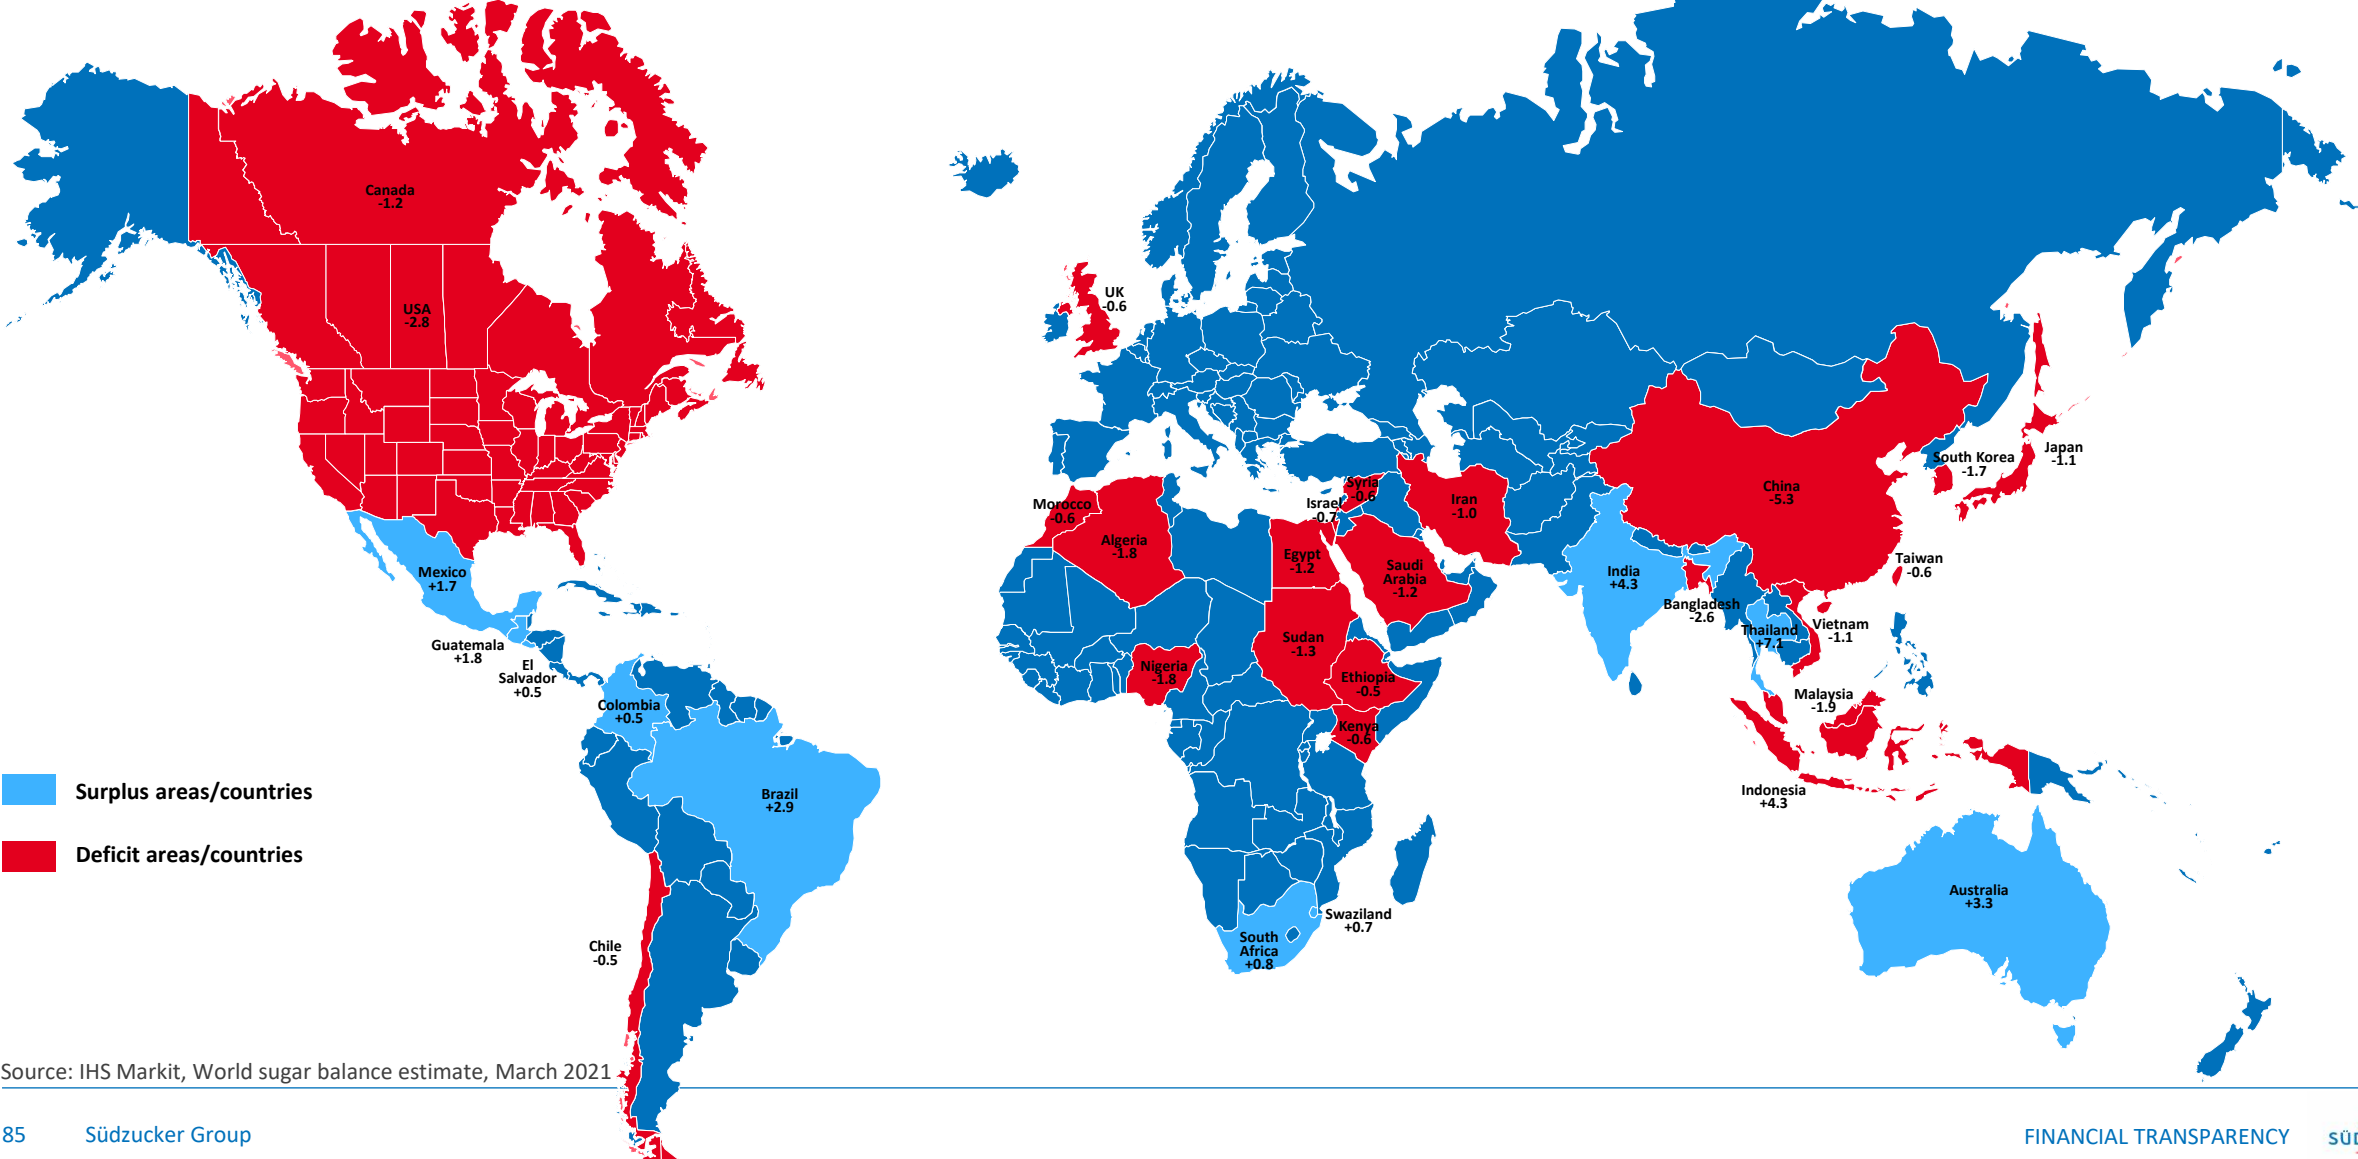 Canada
-1.2
USA
-2.8
UK
-0.6
Mexico
+1.7
Guatemala
+1.8
El
Salvador
+0.5
Colombia
+0.5
Brazil
+2.9
Chile
-0.5
Morocco
-0.6
Algeria
-1.8
Israel
-0.7
Syria
-0.6
Egypt
-1.2
Saudi
Arabia
-1.2
Iran
-1.0
Sudan
-1.3
Nigeria
-1.8
Ethiopia
-0.5
Kenya
-0.6
South
Africa
+0.8
Swaziland
+0.7
India
+4.3
China
-5.3
South Korea
-1.7
Japan
-1.1
Taiwan
-0.6
Bangladesh
-2.6
Thailand
+7.1
Vietnam
-1.1
Malaysia
-1.9
Indonesia
+4.3
Australia
+3.3
Surplus areas/countries
Deficit areas/countries
Source: IHS Markit, World sugar balance estimate, March 2021
85 Südzucker Group
FINANCIAL TRANSPARENCY